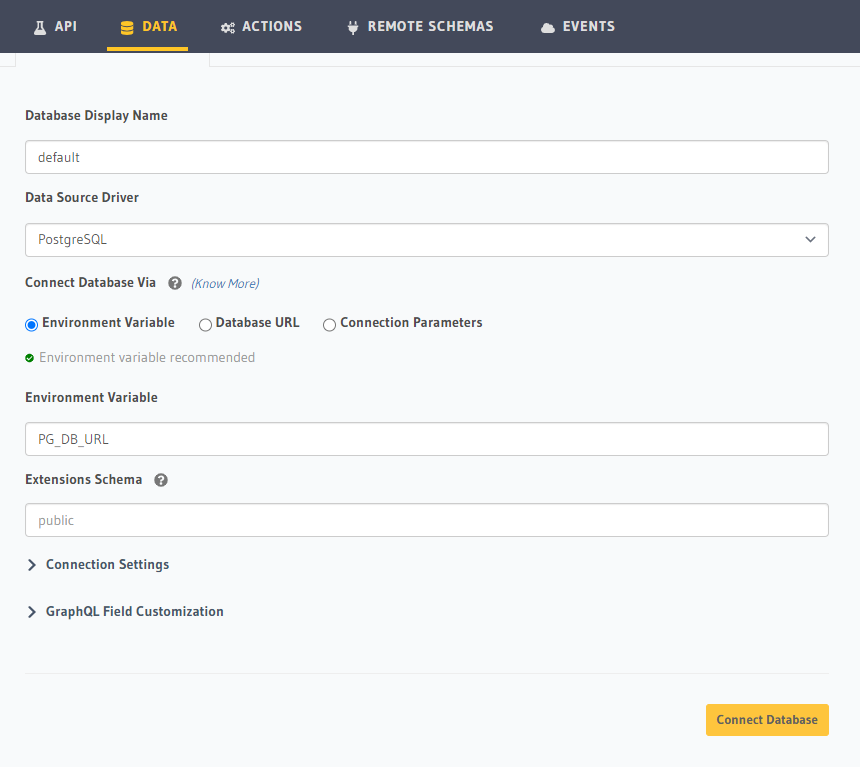 API DATA ACTIONS REMOTE SCHEMAS EVENTS
Database Display Name
default
Data Source Driver
PostgreSQL
Connect Database Via ? (Know More)
Environment Variable Database URL Connection Parameters
Environment variable recommended
Environment Variable
PG_DB_URL
Extensions Schema ?
public
Connection Settings
GraphQL Field Customization
Connect Database